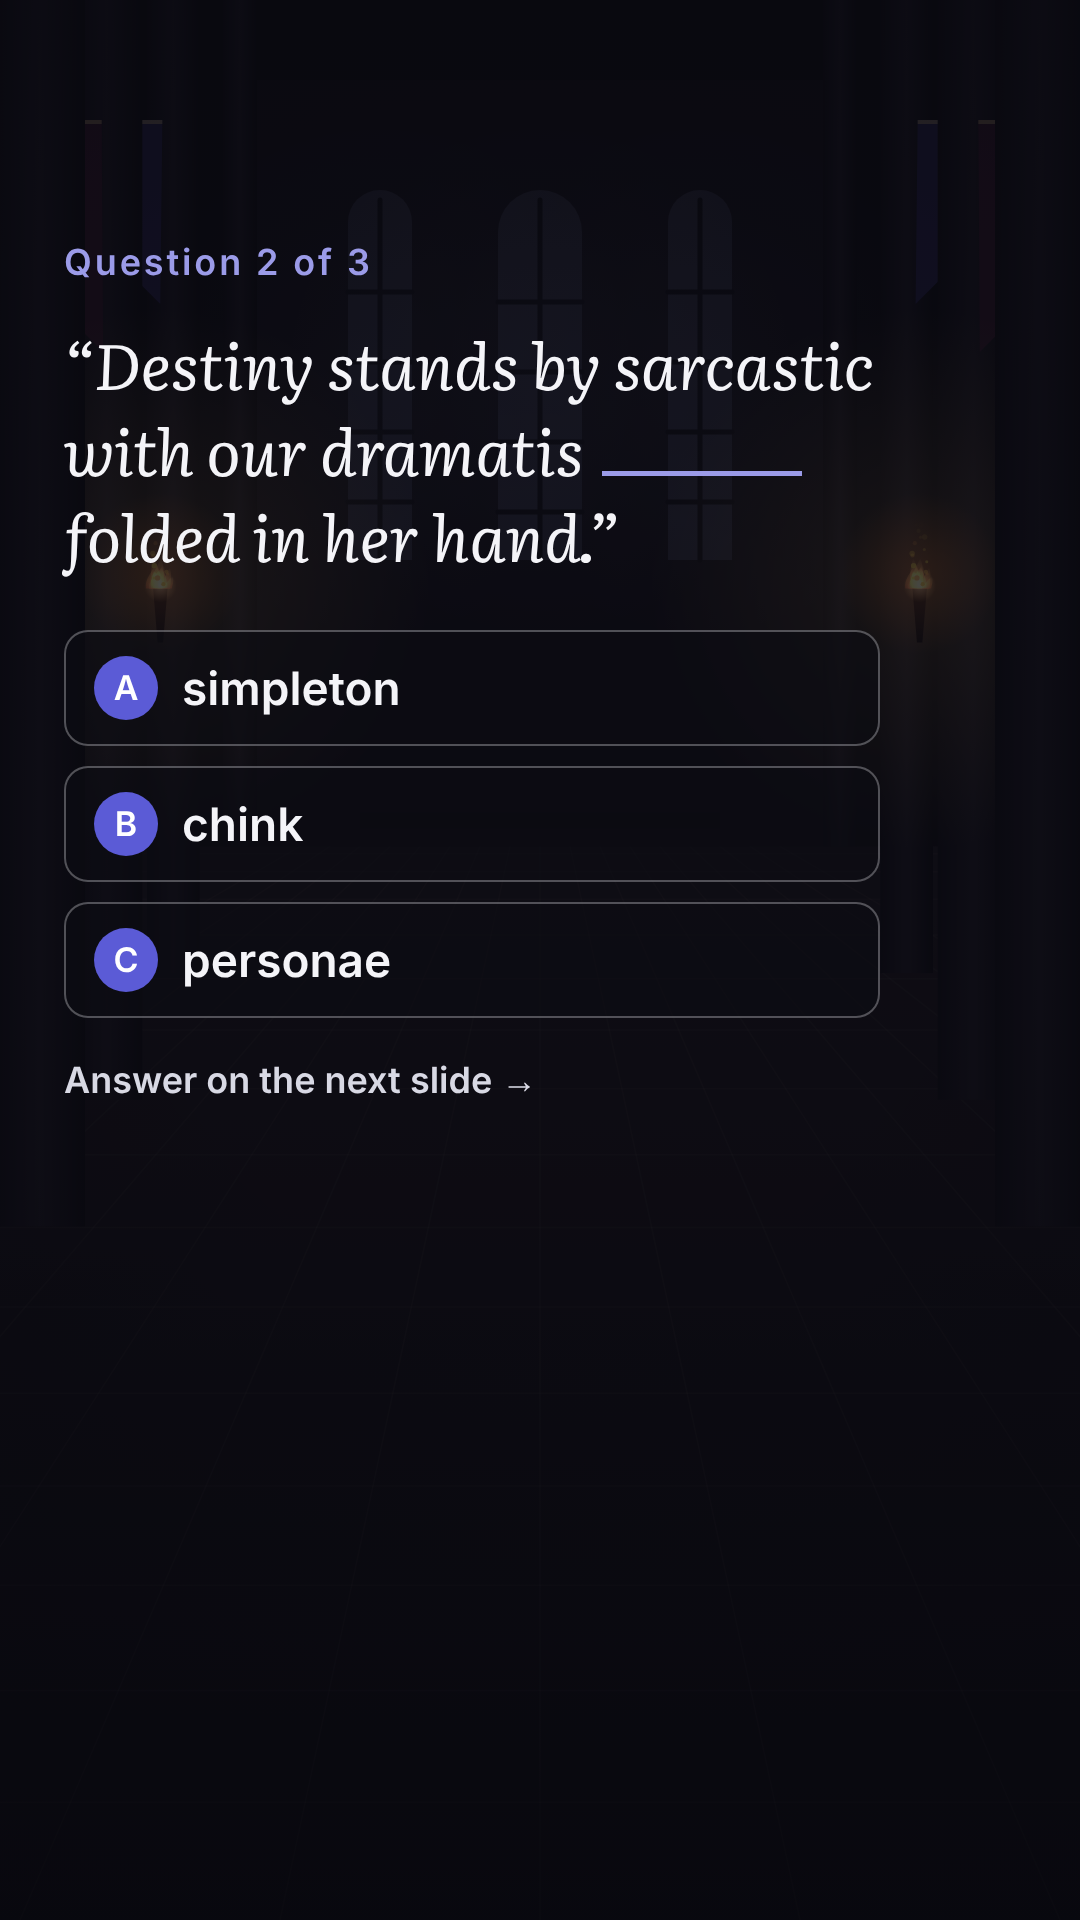 Question 2 of 3
“Destiny stands by sarcastic
with our dramatis ________
folded in her hand.”
A simpleton
B chink
C personae
Answer on the next slide →